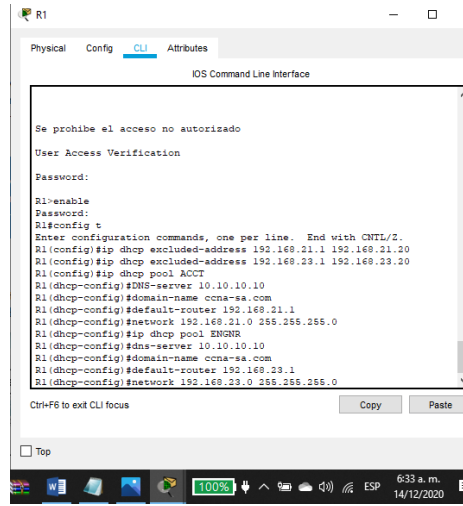 R1
Physical Config CLI Attributes
IOS Command Line Interface
Se prohibe el acceso no autorizado
User Access Verification
Password:
R1>enable
Password:
R1#config t
Enter configuration commands, one per line. End with CNTL/Z.
R1(config)#ip dhcp excluded-address 192.168.21.1 192.168.21.20
R1(config)#ip dhcp excluded-address 192.168.23.1 192.168.23.20
R1(config)#ip dhcp pool ACCT
R1(dhcp-config)#DNS-server 10.10.10.10
R1(dhcp-config)#domain-name ccna-sa.com
R1(dhcp-config)#default-router 192.168.21.1
R1(dhcp-config)#network 192.168.21.0 255.255.255.0
R1(dhcp-config)#ip dhcp pool ENGNR
R1(dhcp-config)#dns-server 10.10.10.10
R1(dhcp-config)#domain-name ccna-sa.com
R1(dhcp-config)#default-router 192.168.23.1
R1(dhcp-config)#network 192.168.23.0 255.255.255.0
Ctrl+F6 to exit CLI focus
Copy Paste
Top
100% ESP 6:33 a. m.
14/12/2020